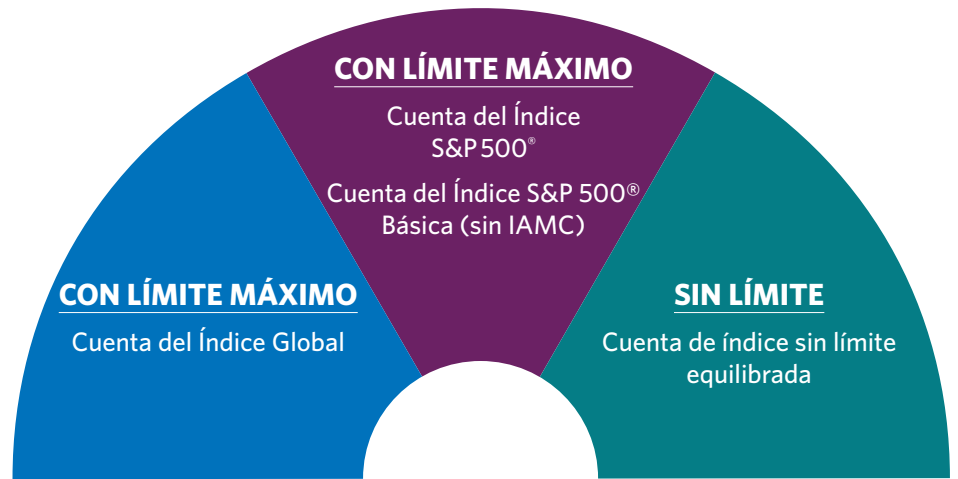 CON LÍMITE MÁXIMO
Cuenta del Índice Global
CON LÍMITE MÁXIMO
Cuenta del Índice
S&P 500®
Cuenta del Índice S&P 500®
Básica (sin IAMC)
SIN LÍMITE
Cuenta de índice sin límite
equilibrada